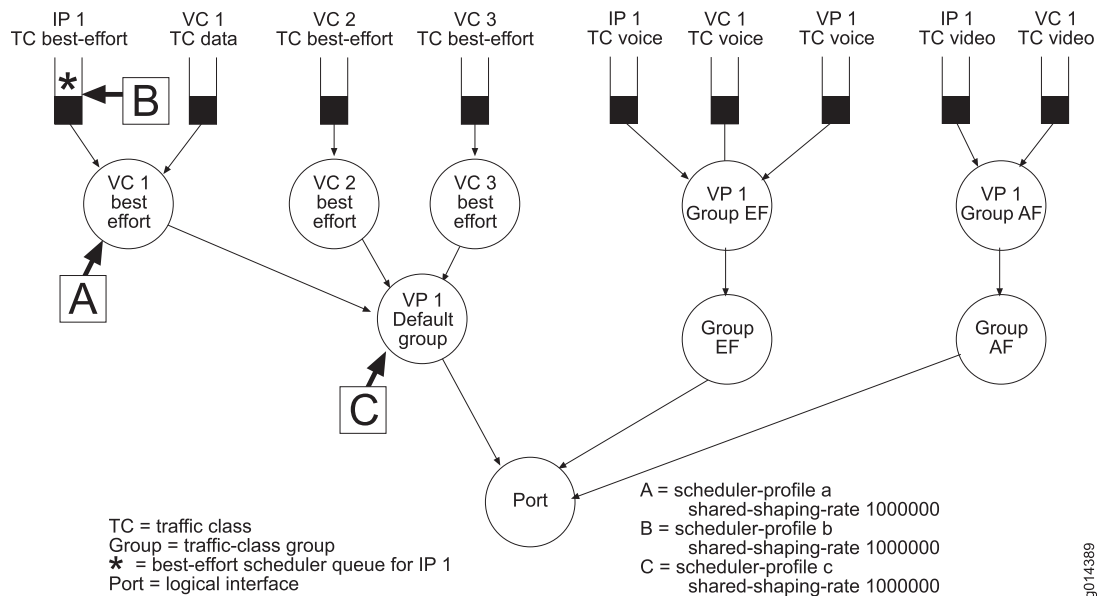 IP 1
TC best-effort
VC 1
TC data
VC 2
TC best-effort
VC 3
TC best-effort
IP 1
TC voice
VC 1
TC voice
VP 1
TC voice
IP 1
TC video
VC 1
TC video
*
B
VC 1
best
effort
VC 2
best
effort
VC 3
best
effort
VP 1
Group EF
VP 1
Group AF
A
VP 1
Default
group
Group
EF
Group
AF
C
Port
TC = traffic class
Group = traffic-class group
* = best-effort scheduler queue for IP 1
Port = logical interface
A = scheduler-profile a
shared-shaping-rate 1000000
B = scheduler-profile b
shared-shaping-rate 1000000
C = scheduler-profile c
shared-shaping-rate 1000000
g014389